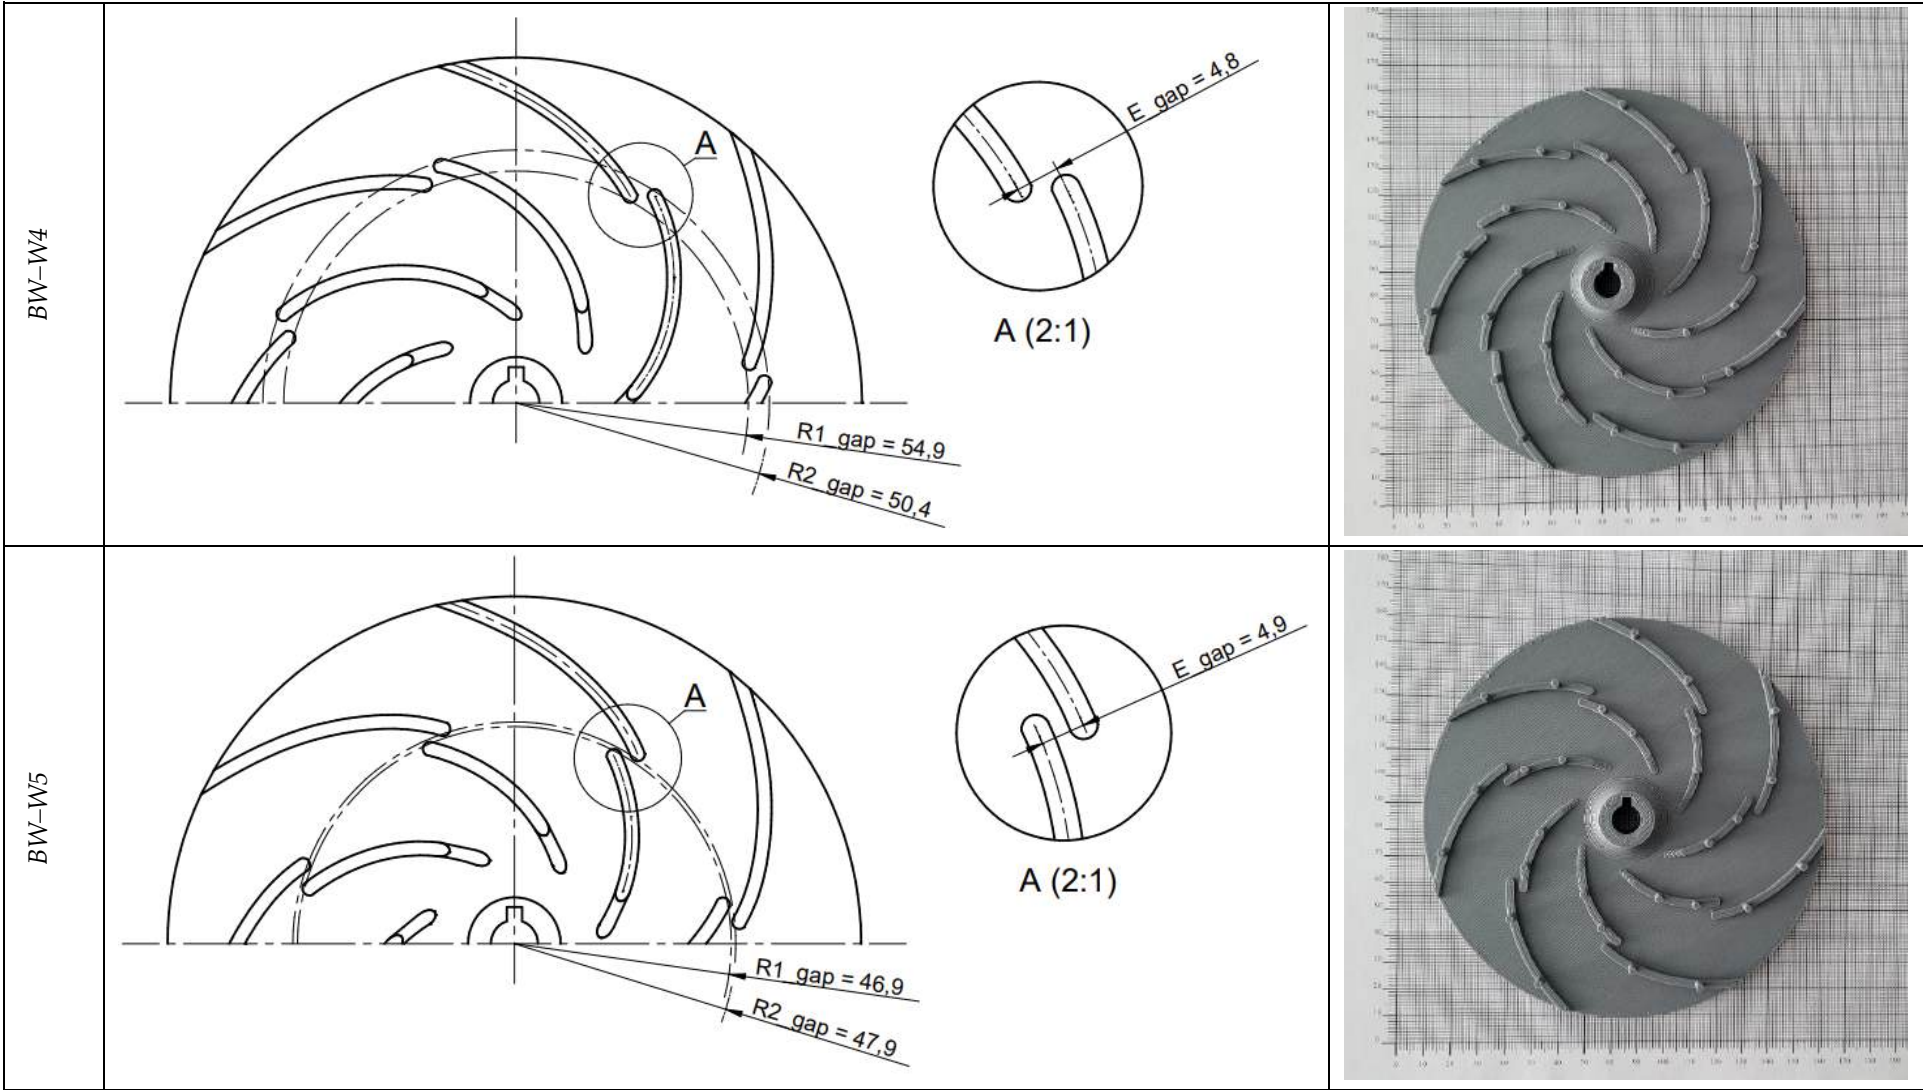 BW–W4
A
E_gap = 4,8
A (2:1)
R1_gap = 54,9
R2_gap = 50,4
BW–W5
A
E_gap = 4,9
A (2:1)
R1_gap = 46,9
R2_gap = 47,9